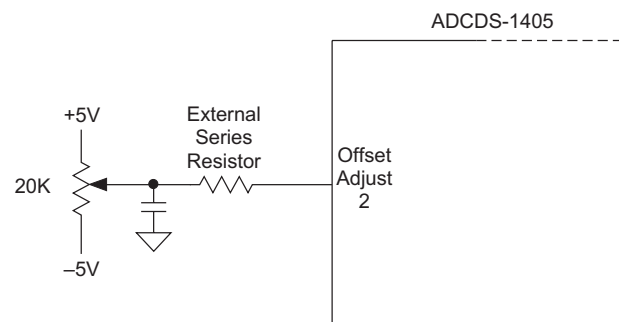 ADCDS-1405
+5V
External
Series
Resistor
20K
Offset
Adjust
2
–5V